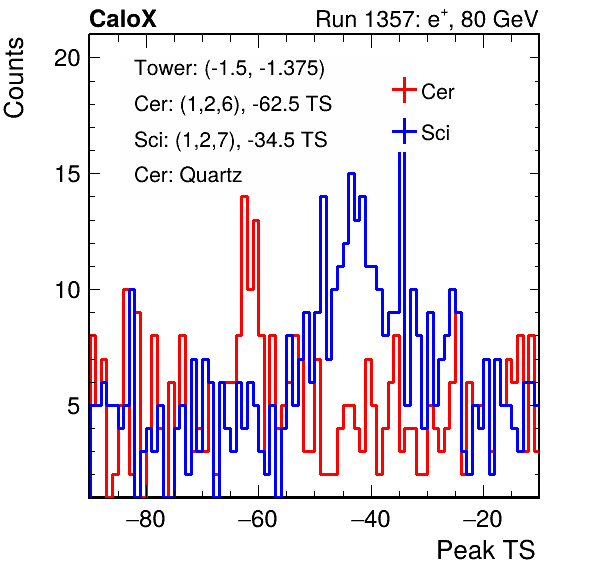 CaloX Run 1357: e+, 80 GeV
Counts
Tower: (-1.5, -1.375)
Cer: (1,2,6), -62.5 TS
Sci: (1,2,7), -34.5 TS
Cer: Quartz
Cer
Sci
20
15
10
5
−80 −60 −40 −20
Peak TS